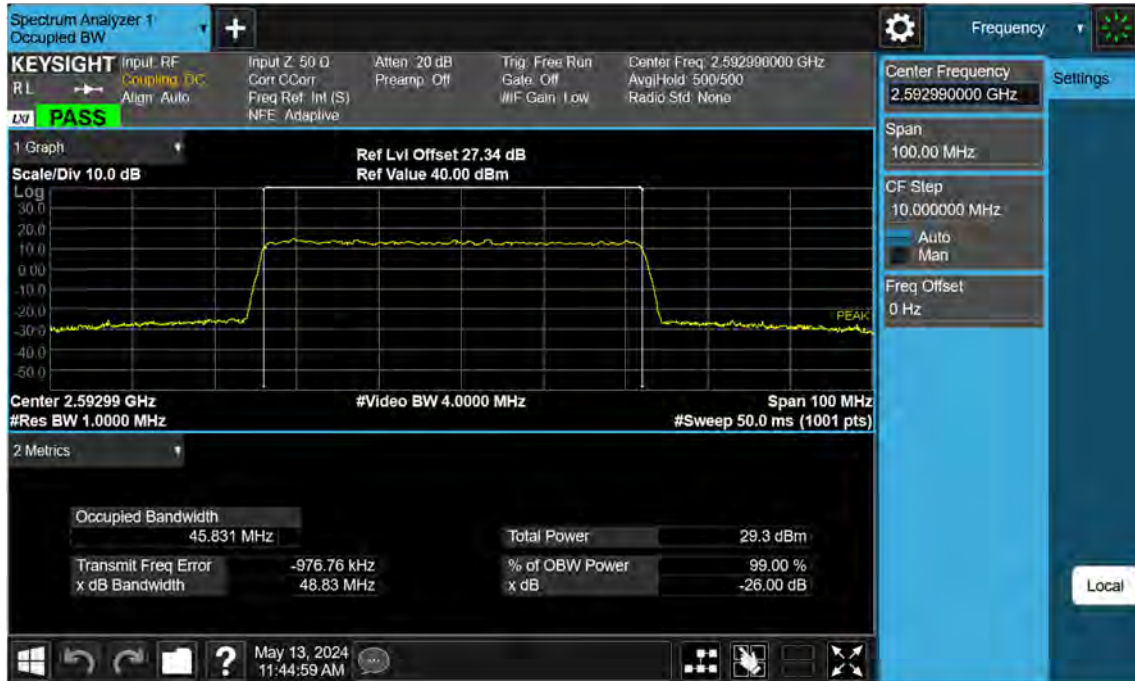 Spectrum Analyzer 1
Occupied BW
+
Frequency
KEYSIGHT
RL
LXI PASS
Input: RF
Coupling: DC
Align: Auto
Input Z: 50 Ω
Corr CCorr
Freq Ref: Int (S)
NFE: Adaptive
Atten: 20 dB
Preamp: Off
Trig: Free Run
Gate: Off
#IF Gain: Low
Center Freq: 2.592990000 GHz
Avg|Hold: 500/500
Radio Std: None
1 Graph
Scale/Div 10.0 dB
Ref Lvl Offset 27.34 dB
Ref Value 40.00 dBm
Log
30.0
20.0
10.0
0.00
-10.0
-20.0
-30.0
-40.0
-50.0
PEAK
Center 2.59299 GHz
#Video BW 4.0000 MHz
Span 100 MHz
#Res BW 1.0000 MHz
#Sweep 50.0 ms (1001 pts)
2 Metrics
Occupied Bandwidth
45.831 MHz
Total Power 29.3 dBm
Transmit Freq Error -976.76 kHz
% of OBW Power 99.00 %
x dB Bandwidth 48.83 MHz
x dB -26.00 dB
?
May 13, 2024
11:44:59 AM
Center Frequency
2.592990000 GHz
Settings
Span
100.00 MHz
CF Step
10.000000 MHz
Auto
Man
Freq Offset
0 Hz
Local